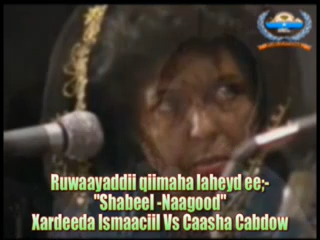 Ruwaayaddii qiimaha laheyd ee;-
"Shabeel -Naagood"
Xardeeda Ismaaciil Vs Caasha Cabdow